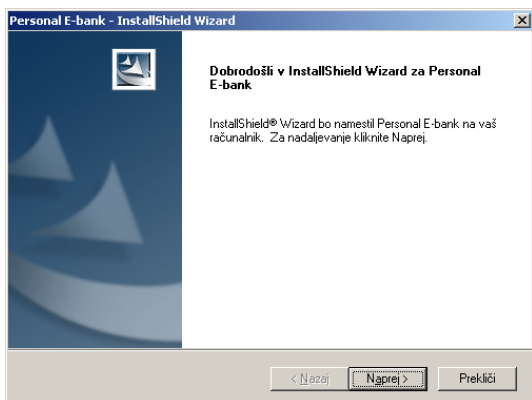 Personal E-bank - InstallShield Wizard
Dobrodošli v InstallShield Wizard za Personal
E-bank
InstallShield® Wizard bo namestil Personal E-bank na vaš
računalnik. Za nadaljevanje kliknite Naprej.
< Nazaj
Naprej >
Prekliči